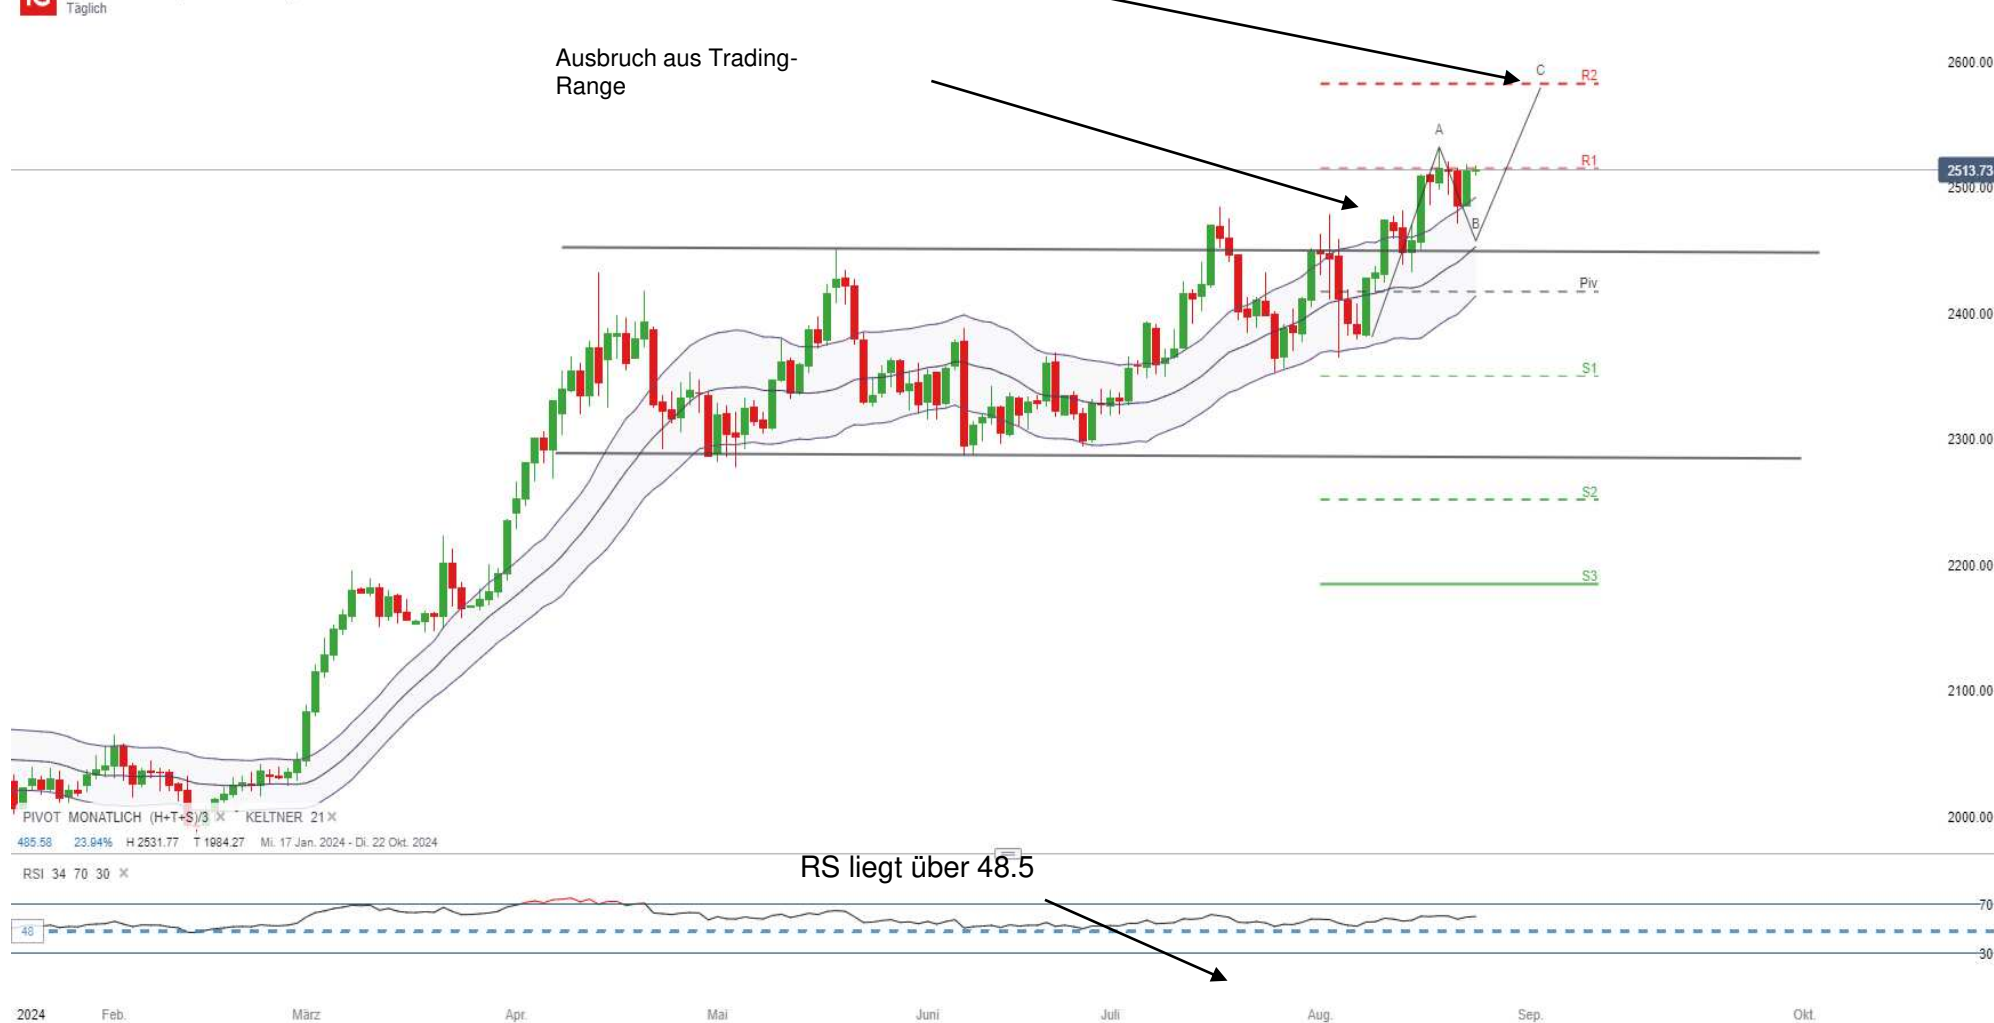 Täglich
Ausbruch aus Trading-
Range
2600.00
C
R2
A
R1
2513.73
2500.00
B
Piv
2400.00
S1
2300.00
S2
2200.00
S3
2100.00
2000.00
PIVOT MONATLICH (H+T+S)/3 × KELTNER 21 ×
485.58 23.94% H 2531.77 T 1984.27 Mi. 17 Jan. 2024 - Di. 22 Okt. 2024
RS liegt über 48.5
RSI 34 70 30 ×
70
48
30
2024 Feb. März Apr. Mai Juni Juli Aug. Sep. Okt.